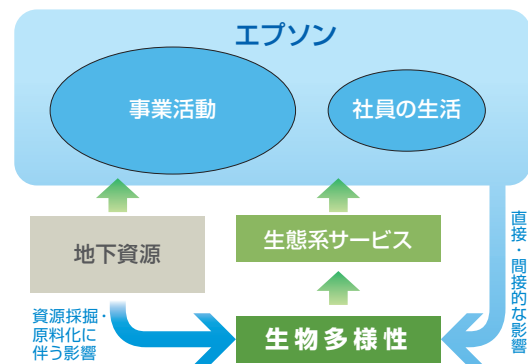 エプソン
事業活動
社員の生活
地下資源
生態系サービス
直接・間接的な影響
資源採掘・
原料化に
伴う影響
生物多様性